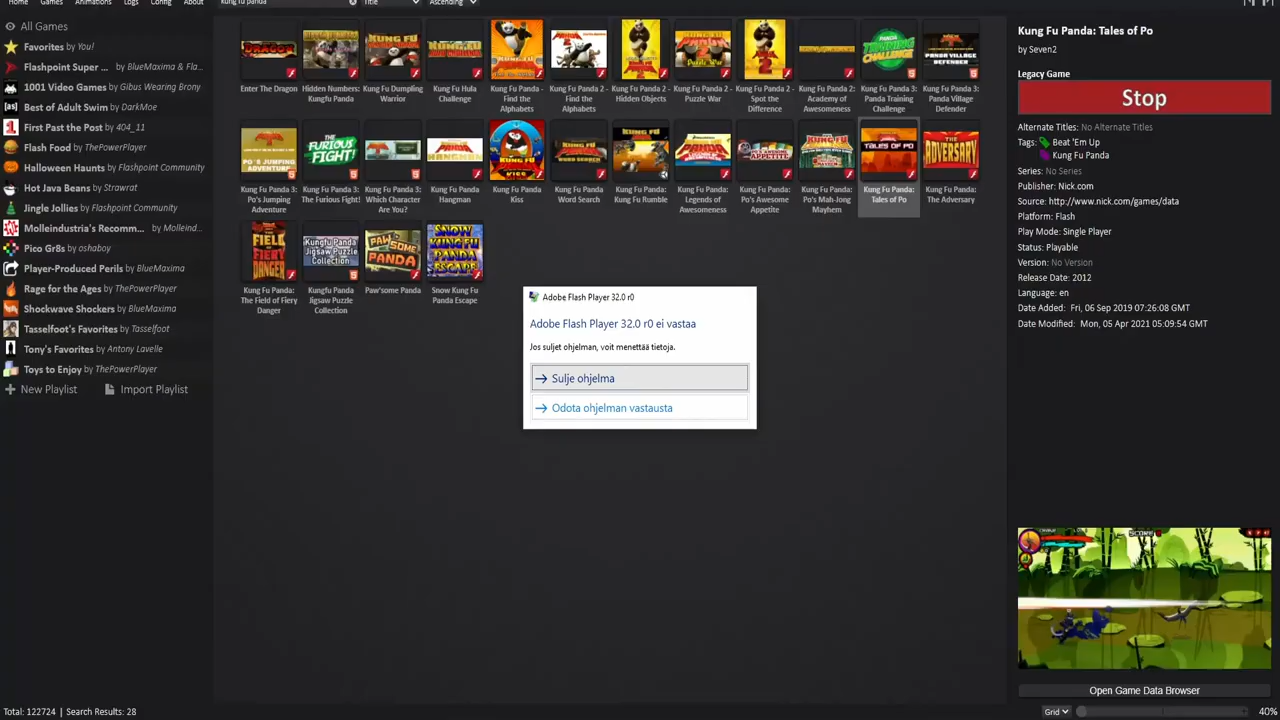 Home Games Animations Logs Config About
kung fu panda
Title
Ascending
All Games
Favorites by You!
Flashpoint Super ... by BlueMaxima & Fla...
1001 Video Games by Gibus Wearing Brony
Best of Adult Swim by DarkMoe
First Past the Post by 404_11
Flash Food by ThePowerPlayer
Halloween Haunts by Flashpoint Community
Hot Java Beans by Strawrat
Jingle Jollies by Flashpoint Community
Molleindustria's Recomm... by Molleind...
Pico Gr8s by oshaboy
Player-Produced Perils by BlueMaxima
Rage for the Ages by ThePowerPlayer
Shockwave Shockers by BlueMaxima
Tasselfoot's Favorites by Tasselfoot
Tony's Favorites by Antony Lavelle
Toys to Enjoy by ThePowerPlayer
New Playlist
Import Playlist
Enter The Dragon
Hidden Numbers: Kungfu Panda
Kung Fu Dumpling Warrior
Kung Fu Hula Challenge
Kung Fu Panda - Find the Alphabets
Kung Fu Panda 2 - Find the Alphabets
Kung Fu Panda 2 - Hidden Objects
Kung Fu Panda 2 - Puzzle War
Kung Fu Panda 2 - Spot the Difference
Kung Fu Panda 2: Academy of Awesomeness
Kung Fu Panda 3: Panda Training Challenge
Kung Fu Panda 3: Panda Village Defender
Kung Fu Panda 3: Po's Jumping Adventure
Kung Fu Panda 3: The Furious Fight!
Kung Fu Panda 3: Which Character Are You?
Kung Fu Panda Hangman
Kung Fu Panda Kiss
Kung Fu Panda Word Search
Kung Fu Panda: Kung Fu Rumble
Kung Fu Panda: Legends of Awesomeness
Kung Fu Panda: Po's Awesome Appetite
Kung Fu Panda: Po's Mah-Jong Mayhem
Kung Fu Panda: Tales of Po
Kung Fu Panda: The Adversary
Kung Fu Panda: The Field of Fiery Danger
Kungfu Panda Jigsaw Puzzle Collection
Paw'some Panda
Snow Kung Fu Panda Escape
Adobe Flash Player 32.0 r0
Adobe Flash Player 32.0 r0 ei vastaa
Jos suljet ohjelman, voit menettää tietoja.
Sulje ohjelma
Odota ohjelman vastausta
Kung Fu Panda: Tales of Po
by Seven2
Legacy Game
Stop
Alternate Titles: No Alternate Titles
Tags: Beat 'Em Up
Kung Fu Panda
Series: No Series
Publisher: Nick.com
Source: http://www.nick.com/games/data
Platform: Flash
Play Mode: Single Player
Status: Playable
Version: No Version
Release Date: 2012
Language: en
Date Added: Fri, 06 Sep 2019 07:26:08 GMT
Date Modified: Mon, 05 Apr 2021 05:09:54 GMT
SCORE
Open Game Data Browser
Total: 122724 | Search Results: 28
Grid
40%